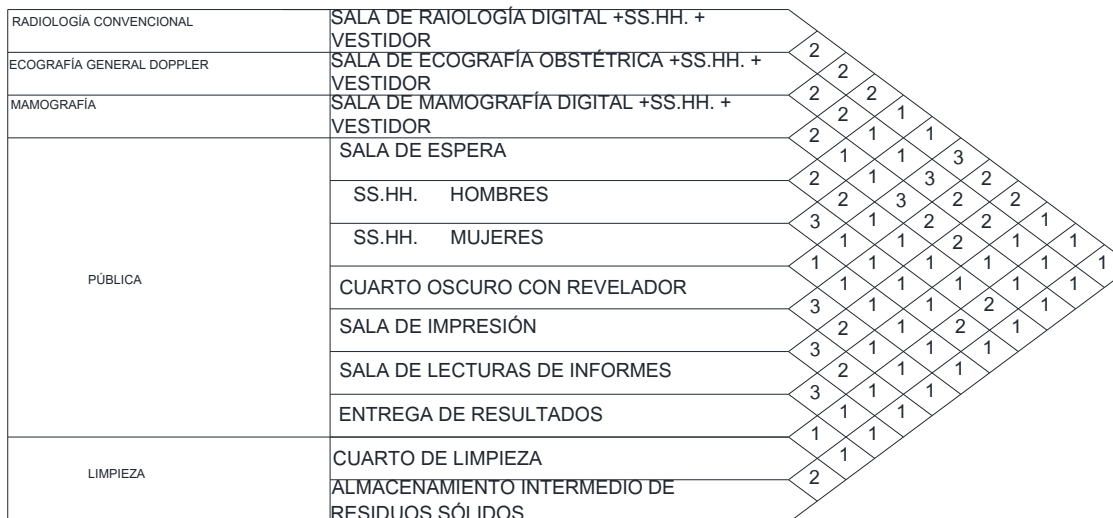 RADIOLOGÍA CONVENCIONAL
SALA DE RAIOLOGÍA DIGITAL +SS.HH. +
VESTIDOR
2
ECOGRAFÍA GENERAL DOPPLER
SALA DE ECOGRAFÍA OBSTÉTRICA +SS.HH. +
VESTIDOR
2
2 2
MAMOGRAFÍA
SALA DE MAMOGRAFÍA DIGITAL +SS.HH. +
VESTIDOR
2 1
2 1 1
PÚBLICA
SALA DE ESPERA
1 1 3
2 1 3 2
SS.HH. HOMBRES
2 3 2 2
3 1 2 2 1
SS.HH. MUJERES
1 1 2 1 1
1 1 1 1 1 1
CUARTO OSCURO CON REVELADOR
1 1 1 1 1
3 1 1 2 1
SALA DE IMPRESIÓN
2 1 2 1
3 1 1 1
SALA DE LECTURAS DE INFORMES
2 1 1
3 1 1
ENTREGA DE RESULTADOS
1 1
1 1
LIMPIEZA
CUARTO DE LIMPIEZA
1
2
ALMACENAMIENTO INTERMEDIO DE
RESIDUOS SÓLIDOS